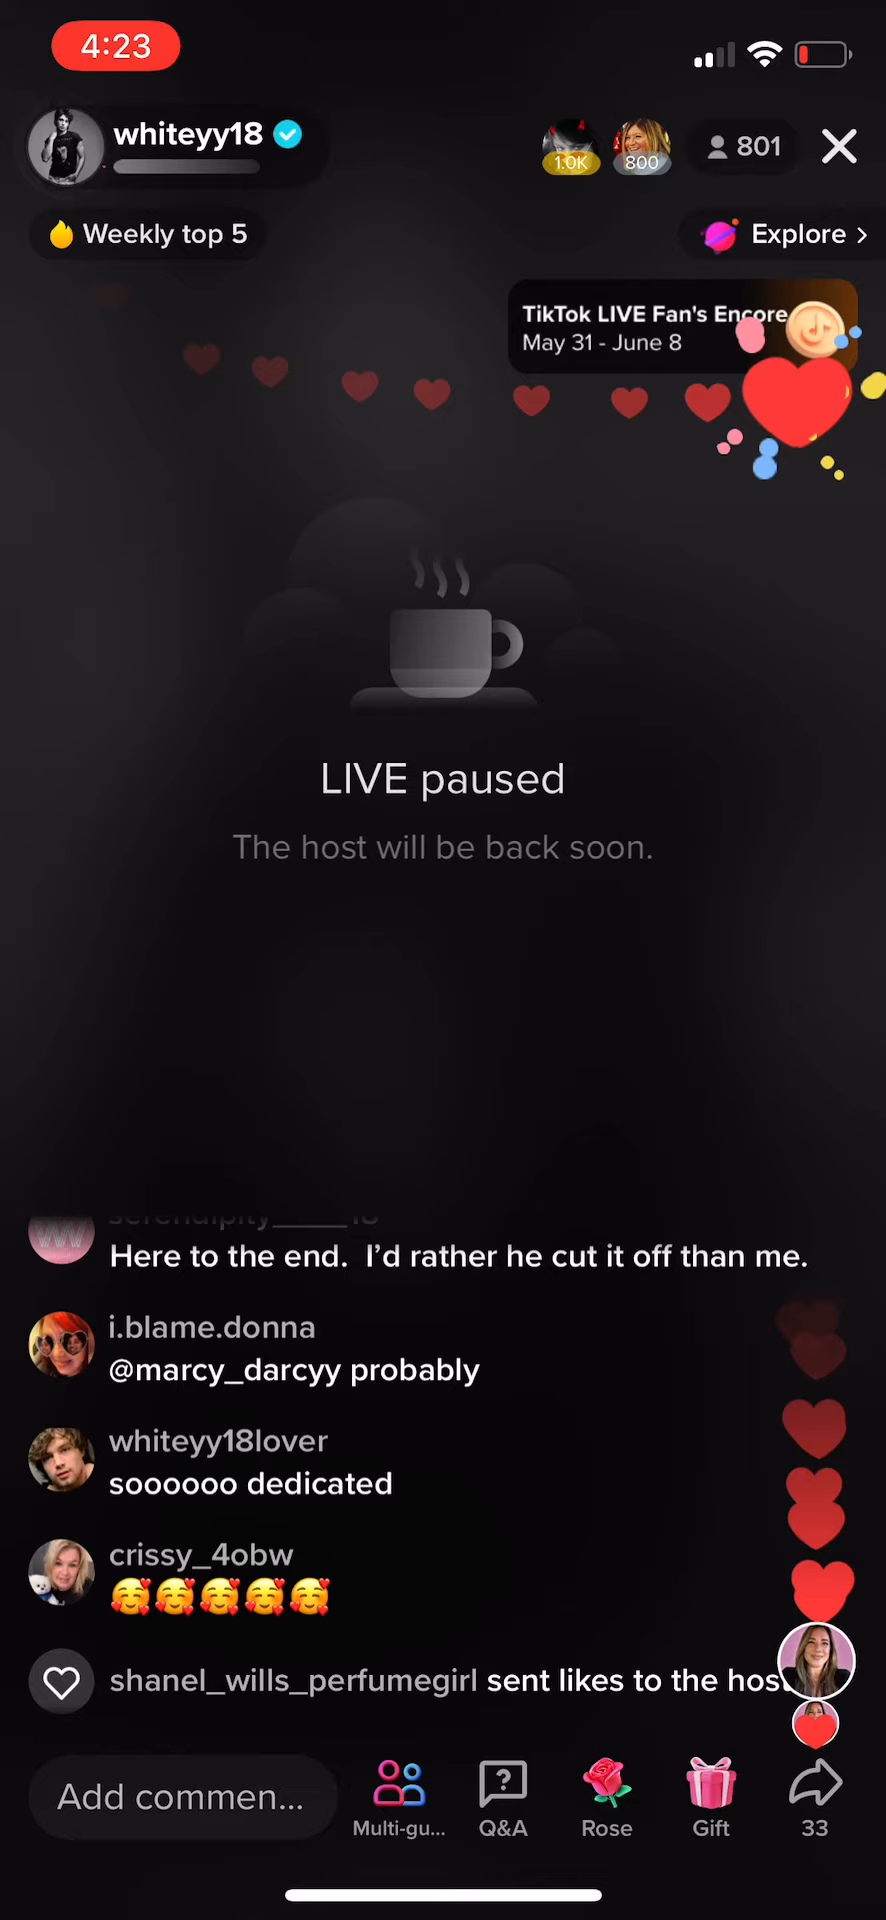 4:23
whiteyy18
1.0K
800
801
Weekly top 5
Explore >
TikTok LIVE Fan's Encore
May 31 - June 8
LIVE paused
The host will be back soon.
Here to the end. I'd rather he cut it off than me.
i.blame.donna
@marcy_darcyy probably
whiteyy18lover
soooooo dedicated
crissy_4obw
🥰🥰🥰🥰🥰
shanel_wills_perfumegirl sent likes to the host
Add commen...
Multi-gu...
Q&A
Rose
Gift
33